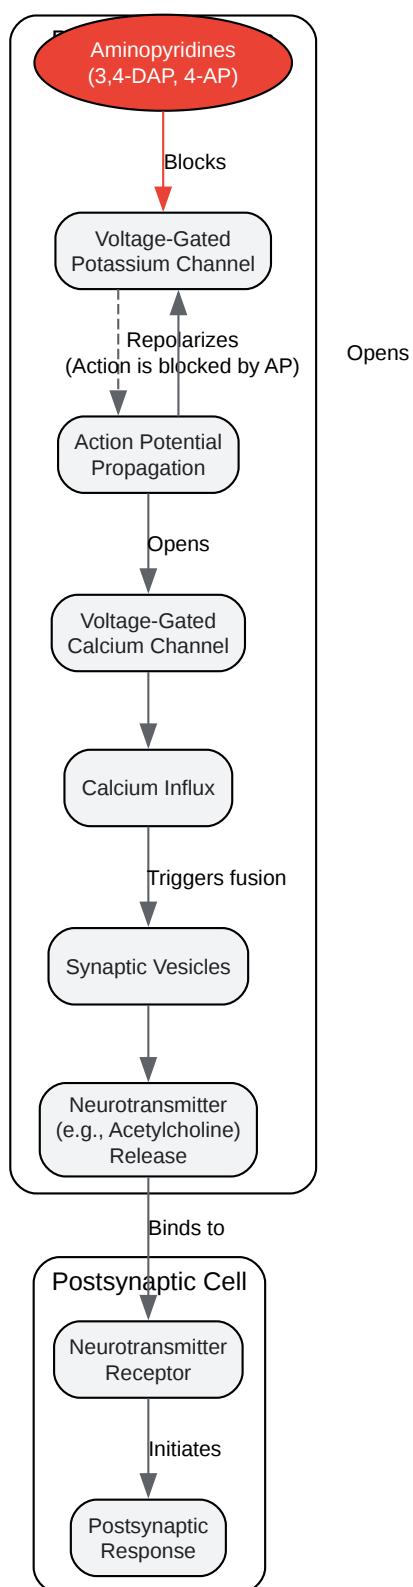 Aminopyridines
(3,4-DAP, 4-AP)
Blocks
Voltage-Gated
Potassium Channel
Repolarizes
(Action is blocked by AP)
Opens
Action Potential
Propagation
Opens
Voltage-Gated
Calcium Channel
Calcium Influx
Triggers fusion
Synaptic Vesicles
Neurotransmitter
(e.g., Acetylcholine)
Release
Binds to
Postsynaptic Cell
Neurotransmitter
Receptor
Initiates
Postsynaptic
Response